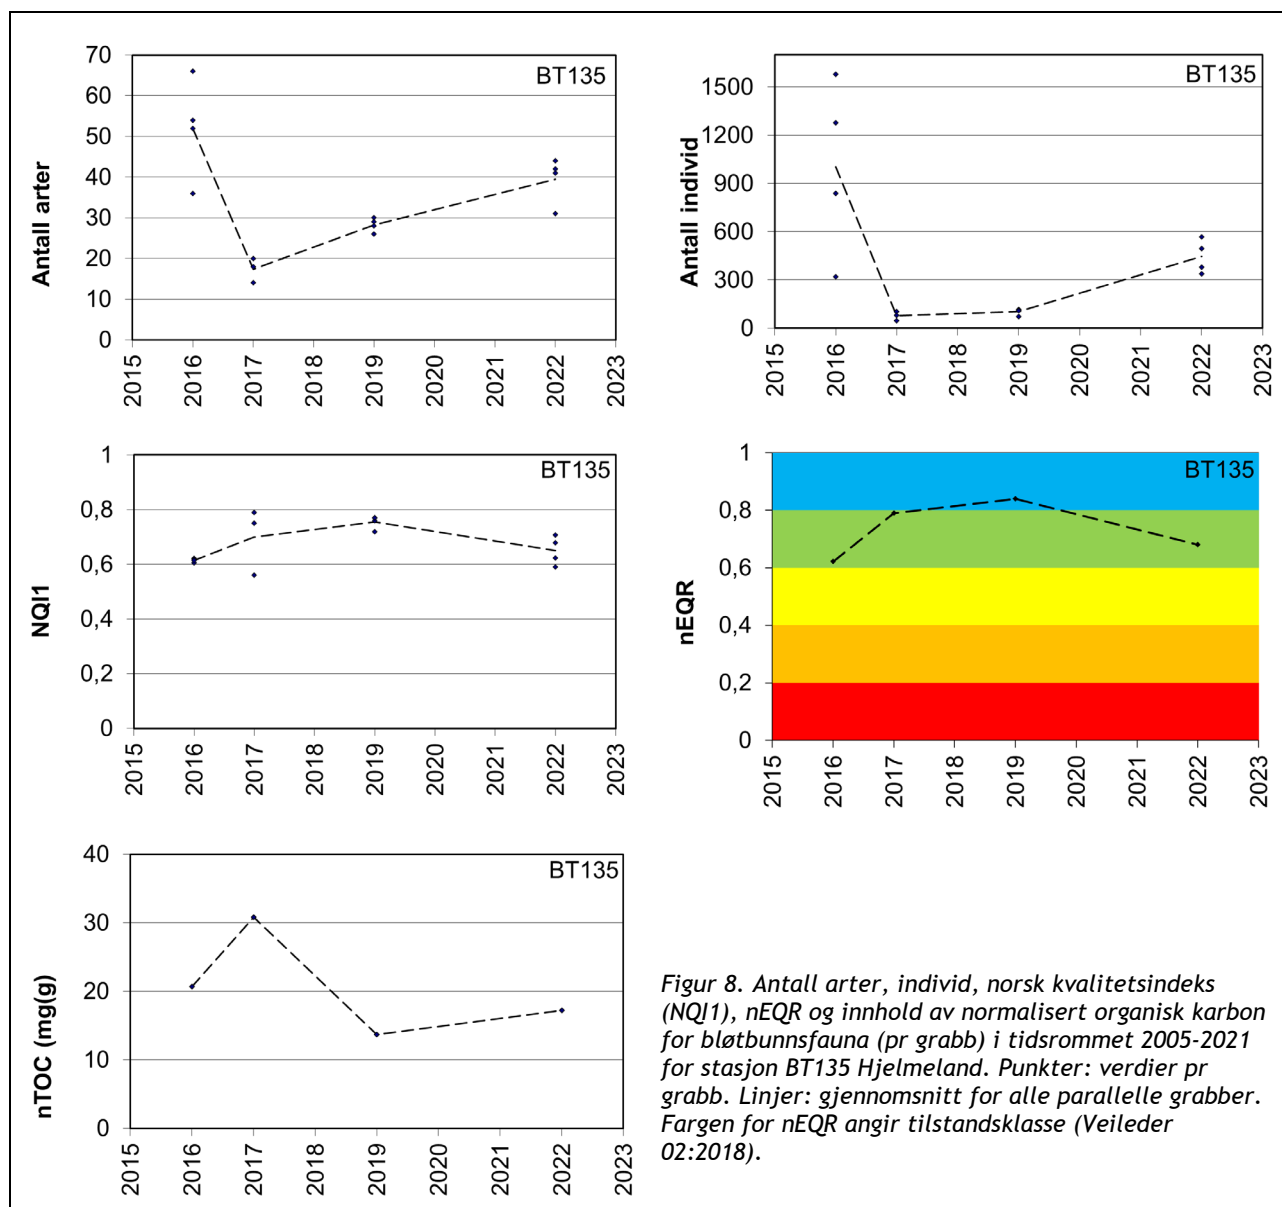 BT135
Antall arter
70
60
50
40
30
20
10
0
2015 2016 2017 2018 2019 2020 2021 2022 2023
BT135
Antall individ
1500
1200
900
600
300
0
2015 2016 2017 2018 2019 2020 2021 2022 2023
BT135
NQI1
1
0,8
0,6
0,4
0,2
0
2015 2016 2017 2018 2019 2020 2021 2022 2023
BT135
nEQR
1
0,8
0,6
0,4
0,2
0
2015 2016 2017 2018 2019 2020 2021 2022 2023
BT135
nTOC (mg(g)
40
30
20
10
0
2015 2016 2017 2018 2019 2020 2021 2022 2023
Figur 8. Antall arter, individ, norsk kvalitetsindeks
(NQI1), nEQR og innhold av normalisert organisk karbon
for bløtbunnsfauna (pr grabb) i tidsrommet 2005-2021
for stasjon BT135 Hjelmeland. Punkter: verdier pr
grabb. Linjer: gjennomsnitt for alle parallelle grabber.
Fargen for nEQR angir tilstandsklasse (Veileder
02:2018).